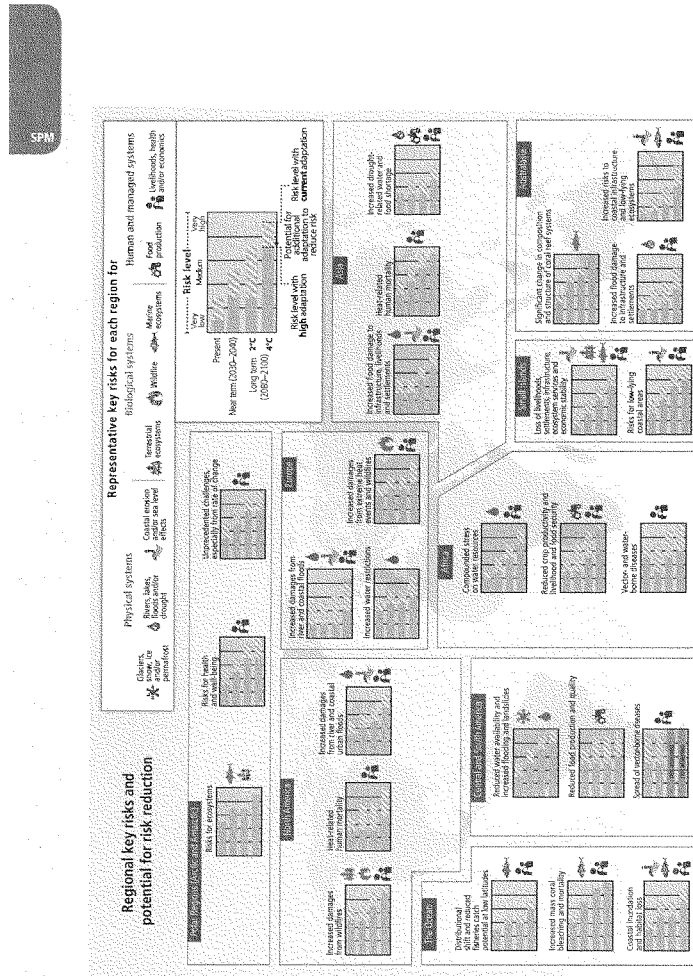 SPM
Regional key risks and
potential for risk reduction
Representative key risks for each region for
Physical systems
Biological systems
Human and managed systems
Glaciers,
snow, ice
and/or
permafrost
Rivers, lakes,
floods and/or
drought
Coastal erosion
and/or sea level
effects
Terrestrial
ecosystems
Wildfire
Marine
ecosystems
Food
production
Livelihoods, health
and/or economics
Risk level
Very
low
Medium
Very
high
Present
Near term (2030–2040)
Long term
(2080–2100)
2°C
4°C
Risk level with
high adaptation
Potential for
additional
adaptation to
reduce risk
Risk level with
current adaptation
Polar Regions (Arctic and Antarctic)
Risks for ecosystems
Risks for health
and well-being
Unprecedented challenges,
especially from rate of change
North America
Increased damages
from wildfires
Heat-related
human mortality
Increased damages
from river and coastal
urban floods
Europe
Increased damages from
river and coastal floods
Increased water restrictions
Increased damages
from extreme heat
events and wildfires
Asia
Increased flood damage to
infrastructure, livelihoods,
and settlements
Heat-related
human mortality
Increased drought-
related water and
food shortage
The Ocean
Distributional
shift and reduced
fisheries catch
potential at low latitudes
Increased mass coral
bleaching and mortality
Coastal inundation
and habitat loss
Central and South America
Reduced water availability and
increased flooding and landslides
Reduced food production and quality
Spread of vector-borne diseases
Africa
Compounded stress
on water resources
Reduced crop productivity and
livelihood and food security
Vector- and water-
borne diseases
Small Islands
Loss of livelihoods,
settlements, infrastructure,
ecosystem services and
economic stability
Risks for low-lying
coastal areas
Australasia
Significant change in composition
and structure of coral reef systems
Increased flood damage
to infrastructure and
settlements
Increased risks to
coastal infrastructure
and low-lying
ecosystems